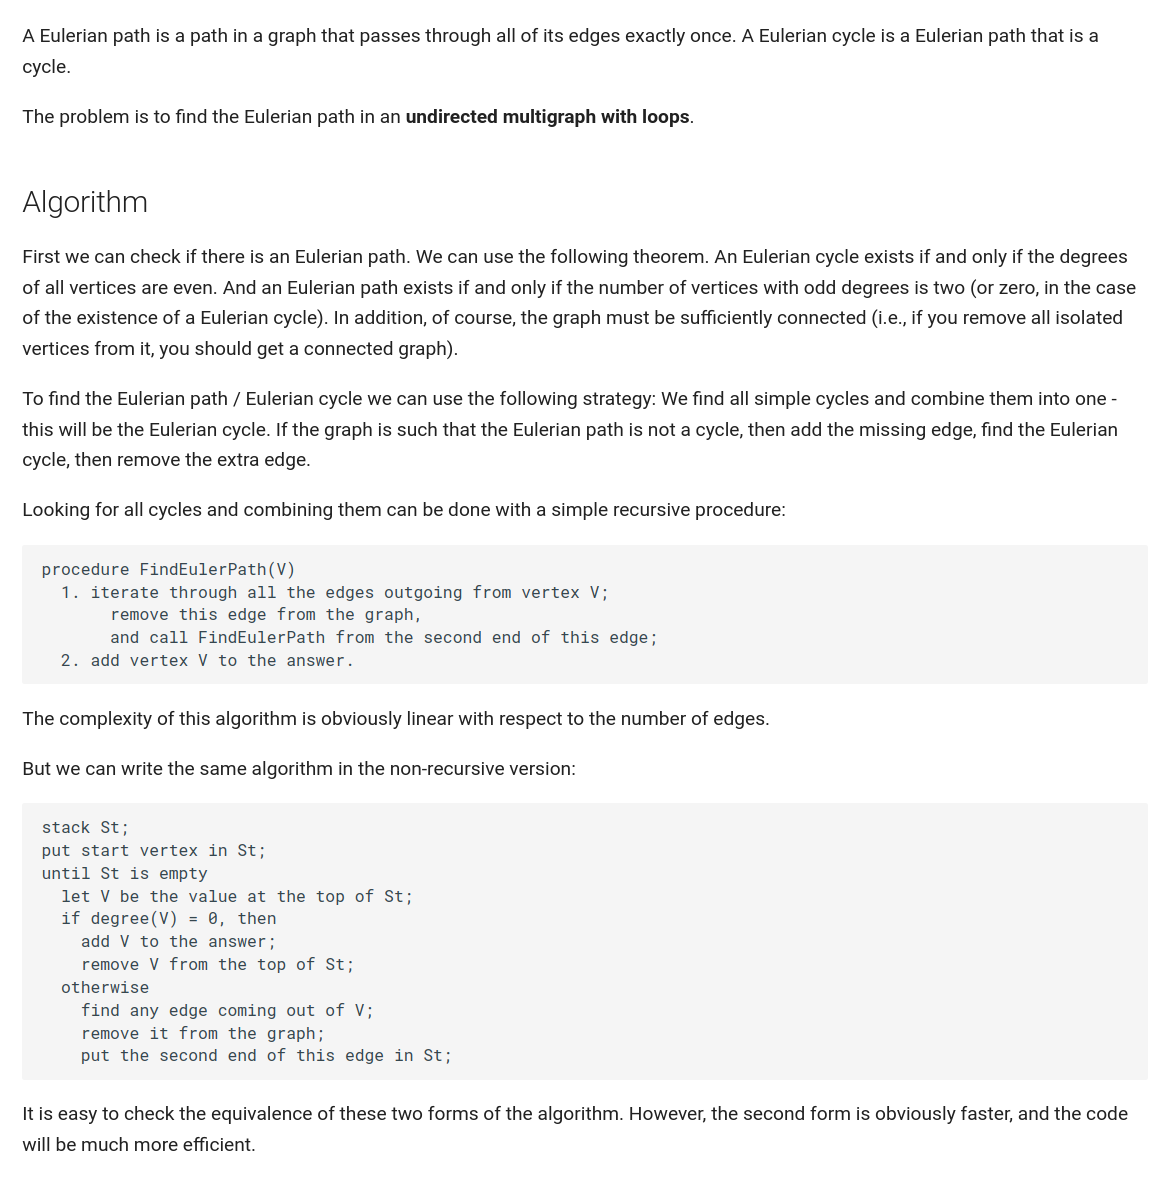 A Eulerian path is a path in a graph that passes through all of its edges exactly once. A Eulerian cycle is a Eulerian path that is a
cycle.
The problem is to find the Eulerian path in an undirected multigraph with loops.
Algorithm
First we can check if there is an Eulerian path. We can use the following theorem. An Eulerian cycle exists if and only if the degrees
of all vertices are even. And an Eulerian path exists if and only if the number of vertices with odd degrees is two (or zero, in the case
of the existence of a Eulerian cycle). In addition, of course, the graph must be sufficiently connected (i.e., if you remove all isolated
vertices from it, you should get a connected graph).
To find the Eulerian path / Eulerian cycle we can use the following strategy: We find all simple cycles and combine them into one -
this will be the Eulerian cycle. If the graph is such that the Eulerian path is not a cycle, then add the missing edge, find the Eulerian
cycle, then remove the extra edge.
Looking for all cycles and combining them can be done with a simple recursive procedure:
procedure FindEulerPath(V)
  1. iterate through all the edges outgoing from vertex V;
       remove this edge from the graph,
       and call FindEulerPath from the second end of this edge;
  2. add vertex V to the answer.
The complexity of this algorithm is obviously linear with respect to the number of edges.
But we can write the same algorithm in the non-recursive version:
stack St;
put start vertex in St;
until St is empty
  let V be the value at the top of St;
  if degree(V) = 0, then
    add V to the answer;
    remove V from the top of St;
  otherwise
    find any edge coming out of V;
    remove it from the graph;
    put the second end of this edge in St;
It is easy to check the equivalence of these two forms of the algorithm. However, the second form is obviously faster, and the code
will be much more efficient.